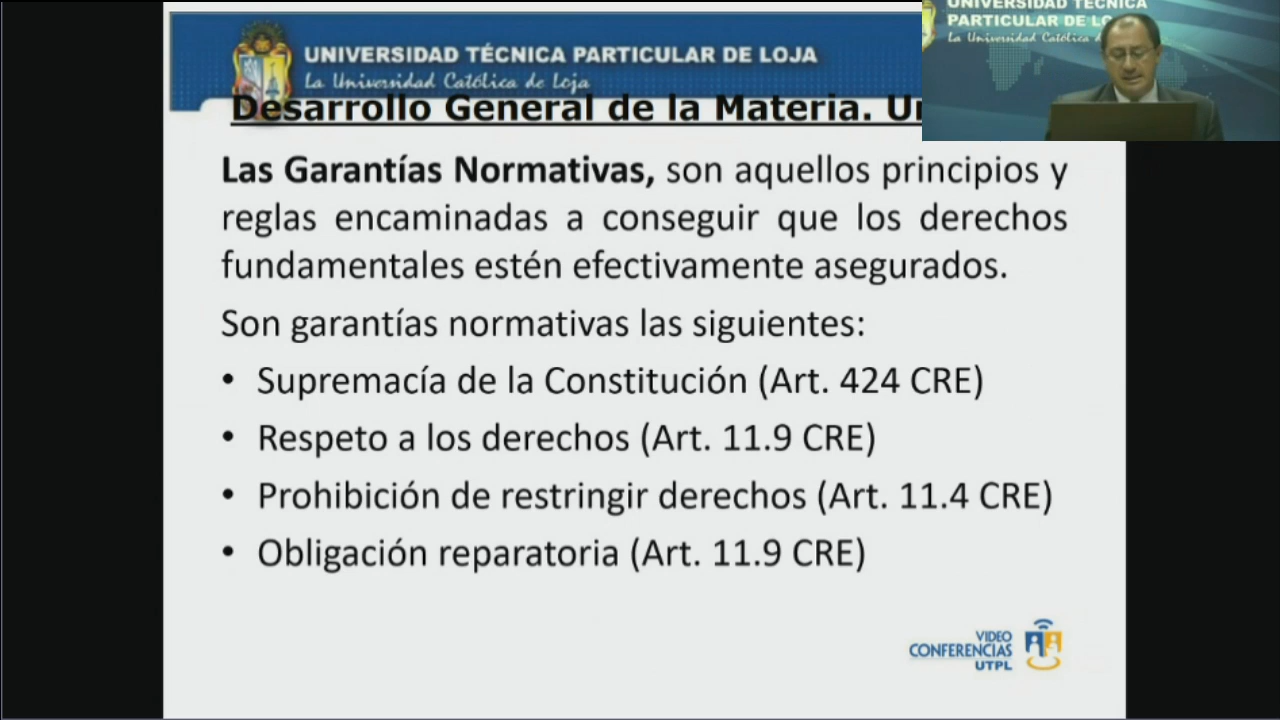 UNIVERSIDAD TÉCNICA PARTICULAR DE LOJA
La Universidad Católica de Loja
UNIVERSIDAD TÉCNICA
PARTICULAR DE
La Universidad Católica
Desarrollo General de la Materia.
Las Garantías Normativas, son aquellos principios y
reglas encaminadas a conseguir que los derechos
fundamentales estén efectivamente asegurados.
Son garantías normativas las siguientes:
• Supremacía de la Constitución (Art. 424 CRE)
• Respeto a los derechos (Art. 11.9 CRE)
• Prohibición de restringir derechos (Art. 11.4 CRE)
• Obligación reparatoria (Art. 11.9 CRE)
VIDEO
CONFERENCIAS
UTPL